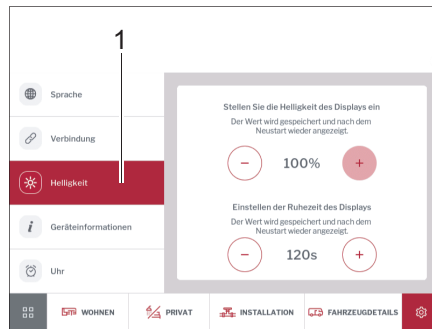 1
Sprache
Verbindung
Helligkeit
Geräteinformationen
Uhr
Stellen Sie die Helligkeit des Displays ein
Der Wert wird gespeichert und nach dem
Neustart wieder angezeigt.
− 100% +
Einstellen der Ruhezeit des Displays
Der Wert wird gespeichert und nach dem
Neustart wieder angezeigt.
− 120s +
WOHNEN PRIVAT INSTALLATION FAHRZEUGDETAILS